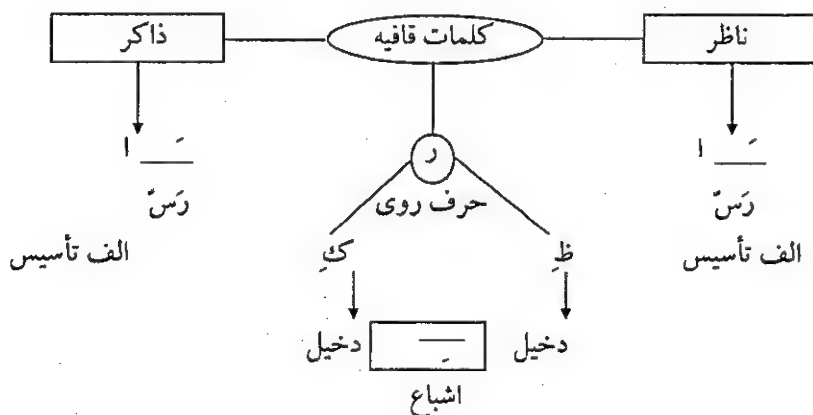 ناظر کلمات قافیه ذاکر
َ ا ر َ ا
رَسّ حرف روی رَسّ
الف تأسیس ظِ كِ الف تأسیس
دخیل ِ دخیل
اشباع